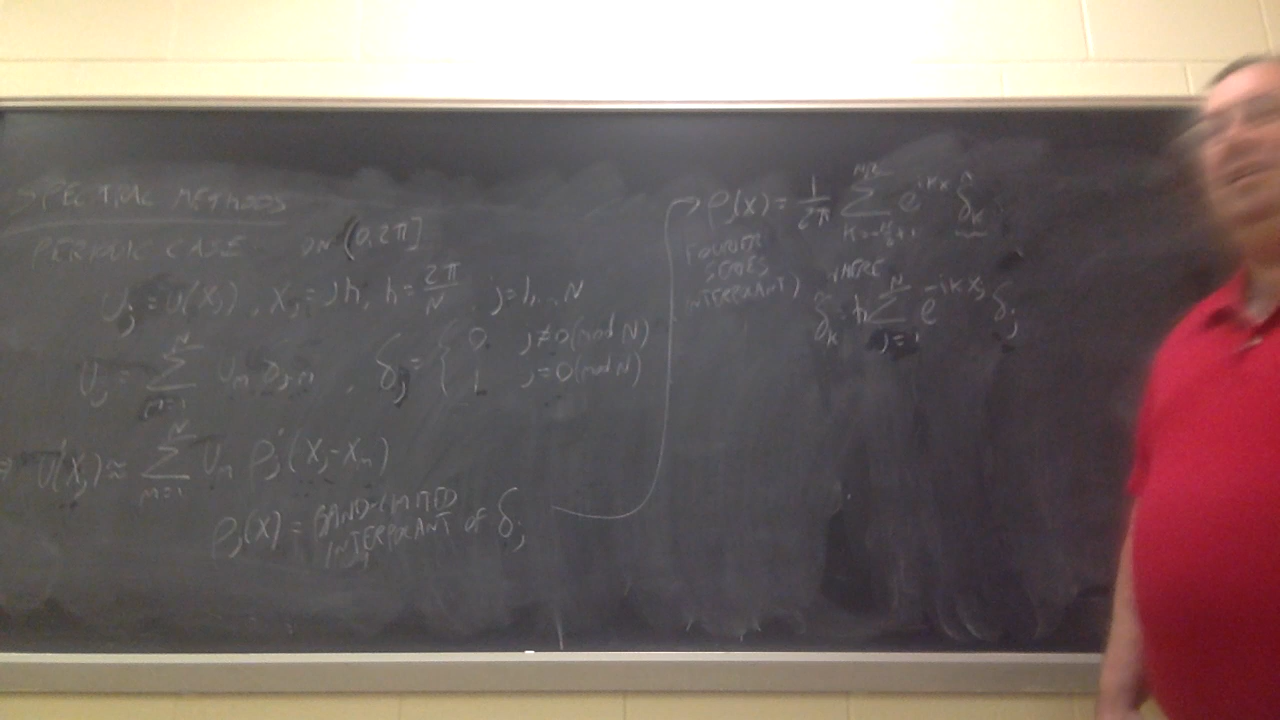 SPECTRAL METHODS
PERIODIC CASE ON (0,2π]
U_j = U(X_j), X_j = jh, h = 2π/N, j=1,..N
U_j = Σ_{m=1}^{N} U_m δ_{j-m}, δ_j = { 0 j≠0 (mod N)
1 j=0 (mod N)
⇒ U'(X_j) ≈ Σ_{m=1}^{N} U_m ρ'(X_j-X_m)
(X) = BAND-LIMITED
INTERPOLANT of δ_j
(X) = 1/2π Σ_{k=-N/2+1}^{N/2} e^{ikx} δ̂_k
(FOURIER
SERIES
INTERPOLANT)
WHERE
δ̂_k = h Σ_{j=1}^{N} e^{-ikx_j} δ_j